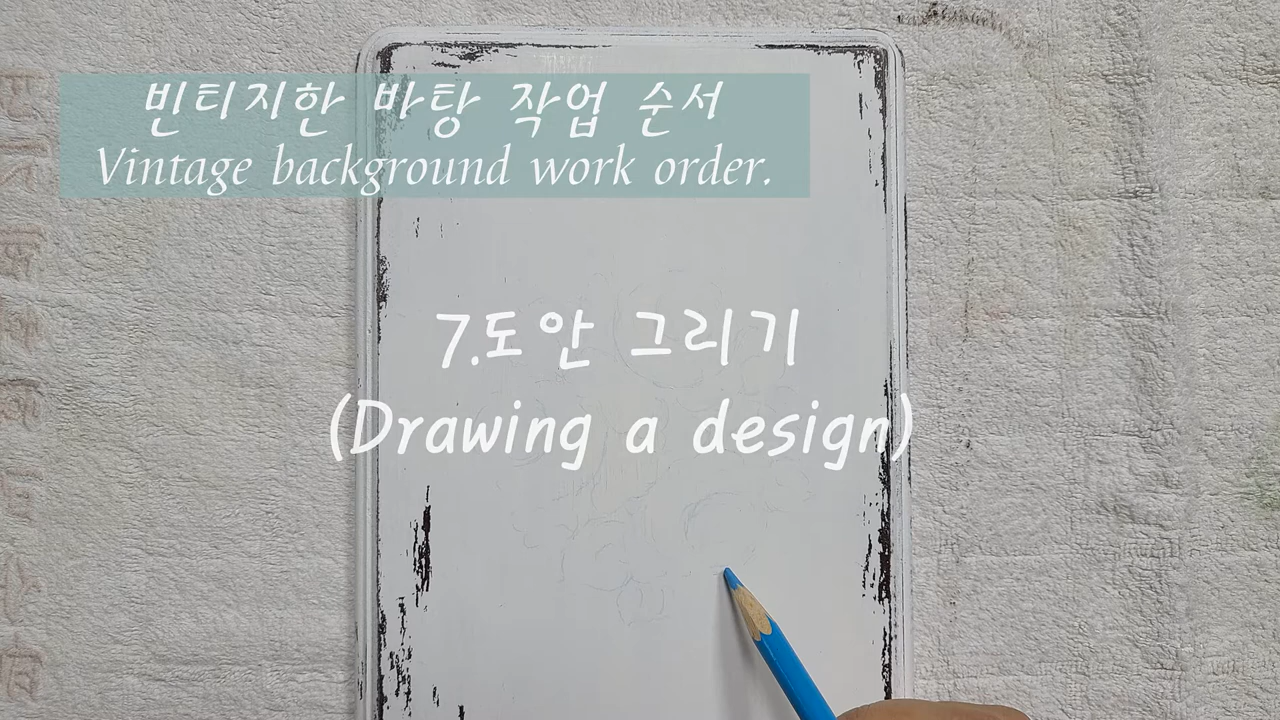 빈티지한 바탕 작업 순서
Vintage background work order.
7.도안 그리기
(Drawing a design)